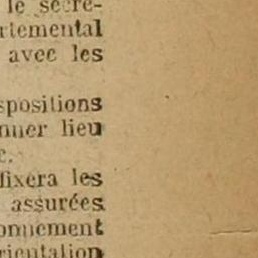 le secré-
rtemental
avec les
spositions
nner lieu
c.
fixera les
assurées
onnement
rientation